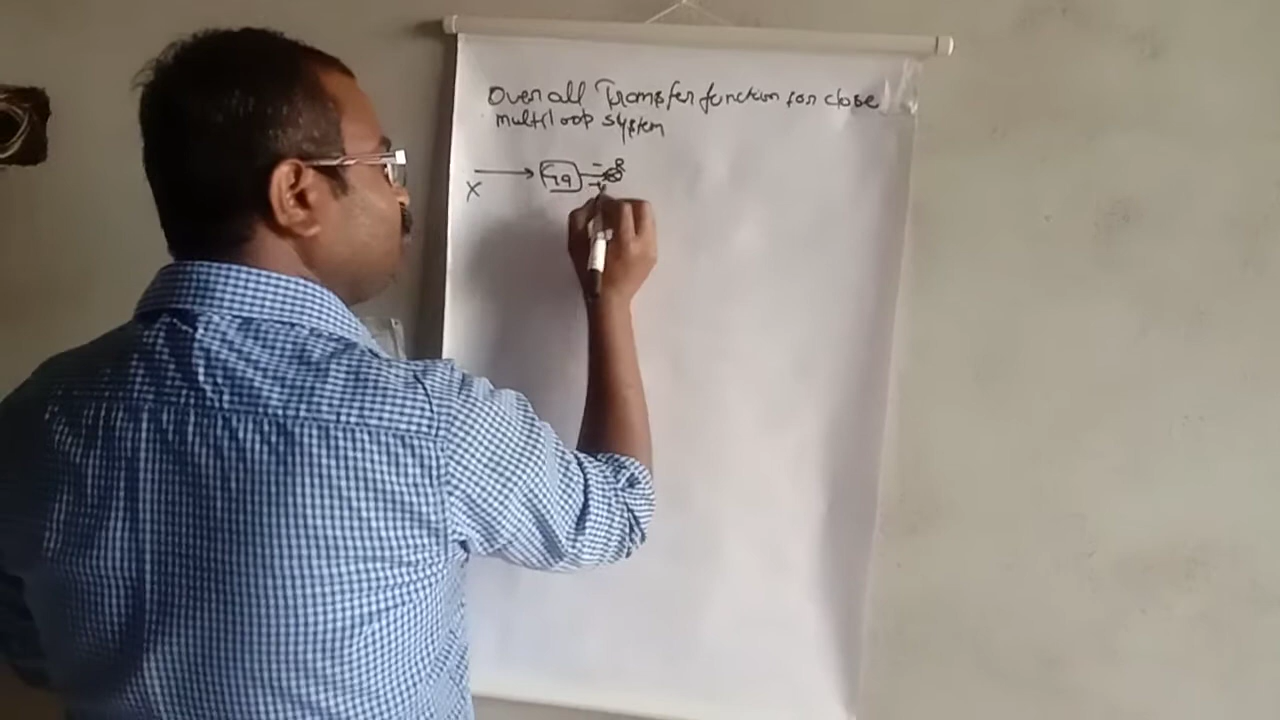 Over all Transfer function for close
multiloop system
X